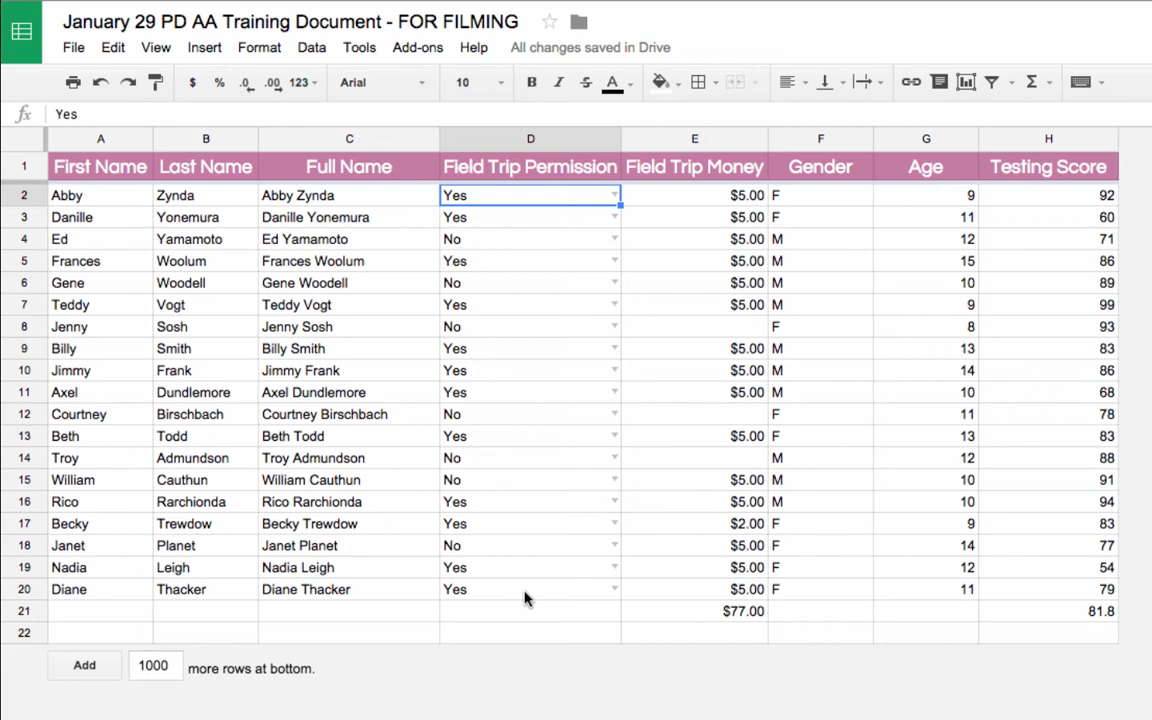 January 29 PD AA Training Document - FOR FILMING
File Edit View Insert Format Data Tools Add-ons Help All changes saved in Drive
$ % .0_ .00_ 123 Arial 10 B I S A Σ
fx Yes
A B C D E F G H
1 First Name Last Name Full Name Field Trip Permission Field Trip Money Gender Age Testing Score
2 Abby Zynda Abby Zynda Yes $5.00 F 9 92
3 Danille Yonemura Danille Yonemura Yes $5.00 F 11 60
4 Ed Yamamoto Ed Yamamoto No $5.00 M 12 71
5 Frances Woolum Frances Woolum Yes $5.00 M 15 86
6 Gene Woodell Gene Woodell No $5.00 M 10 89
7 Teddy Vogt Teddy Vogt Yes $5.00 M 9 99
8 Jenny Sosh Jenny Sosh No F 8 93
9 Billy Smith Billy Smith Yes $5.00 M 13 83
10 Jimmy Frank Jimmy Frank Yes $5.00 M 14 86
11 Axel Dundlemore Axel Dundlemore Yes $5.00 M 10 68
12 Courtney Birschbach Courtney Birschbach No F 11 78
13 Beth Todd Beth Todd Yes $5.00 F 13 83
14 Troy Admundson Troy Admundson No M 12 88
15 William Cauthun William Cauthun No $5.00 M 10 91
16 Rico Rarchionda Rico Rarchionda Yes $5.00 M 10 94
17 Becky Trewdow Becky Trewdow Yes $2.00 F 9 83
18 Janet Planet Janet Planet No $5.00 F 14 77
19 Nadia Leigh Nadia Leigh Yes $5.00 F 12 54
20 Diane Thacker Diane Thacker Yes $5.00 F 11 79
21 $77.00 81.8
22
Add 1000 more rows at bottom.